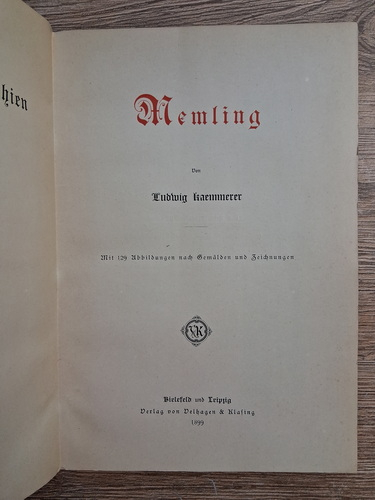 hien
Memling
Von
Ludwig Kaemmerer
Mit 129 Abbildungen nach Gemälden und Zeichnungen
VK
Bielefeld und Leipzig
Verlag von Velhagen & Klasing
1899